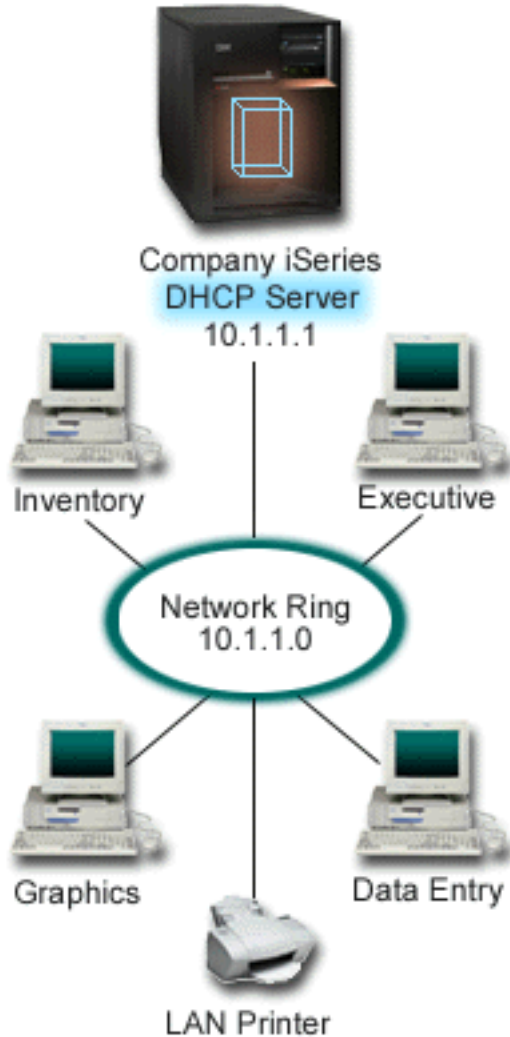 IBM
Company iSeries
DHCP Server
10.1.1.1
Inventory
Executive
Network Ring
10.1.1.0
Graphics
Data Entry
LAN Printer